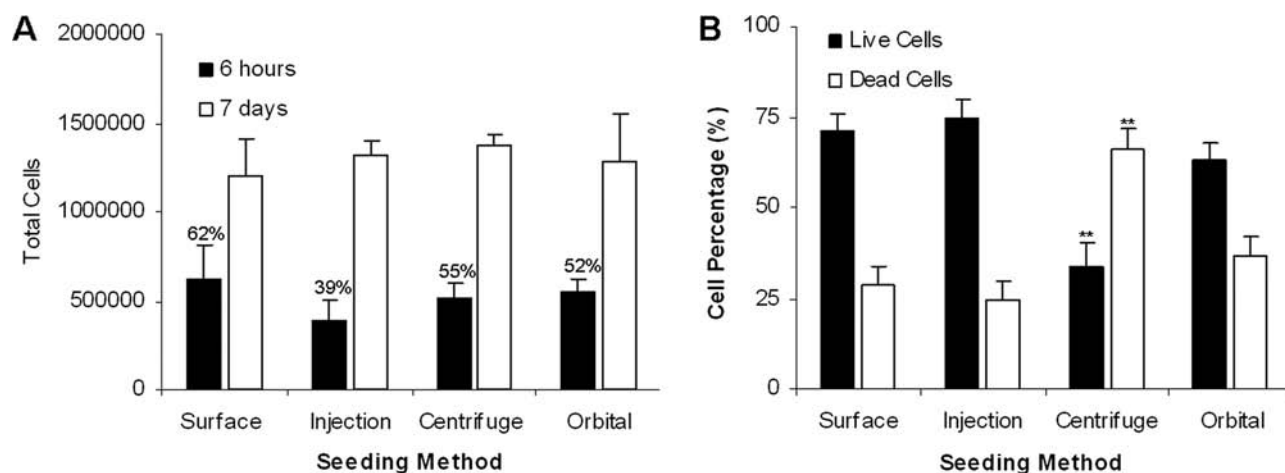 A
2000000
1500000
1000000
500000
0
Total Cells
6 hours
7 days
62%
39%
55%
52%
Surface Injection Centrifuge Orbital
Seeding Method
B
100
75
50
25
0
Cell Percentage (%)
Live Cells
Dead Cells
**
**
Surface Injection Centrifuge Orbital
Seeding Method